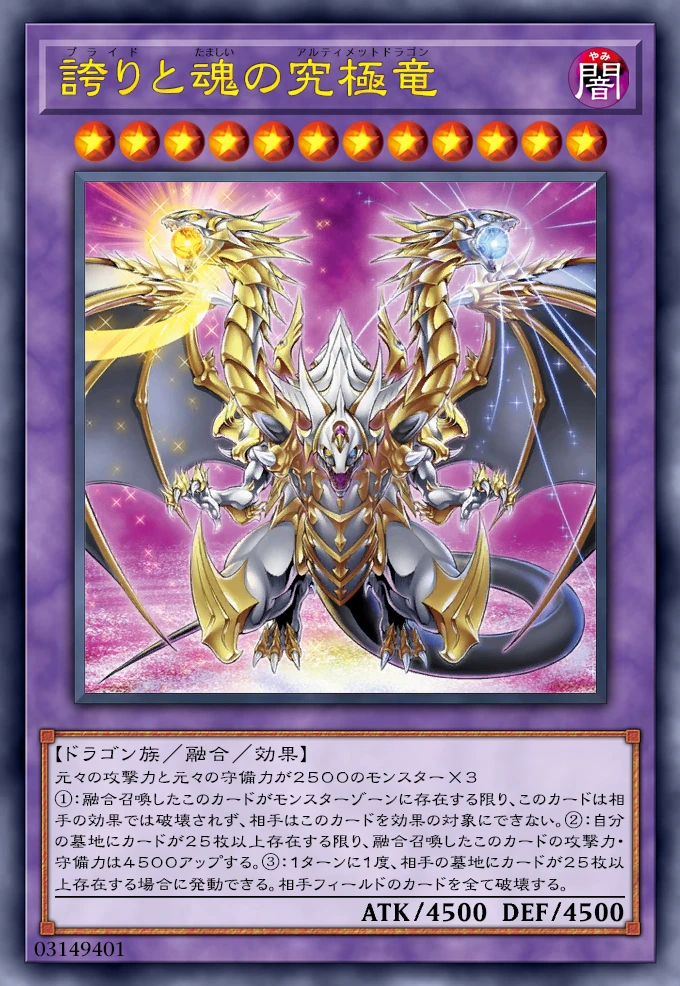 プライド たましい アルティメットドラゴン
誇りと魂の究極竜
やみ
闇
【ドラゴン族／融合／効果】
元々の攻撃力と元々の守備力が2500のモンスター×3
①：融合召喚したこのカードがモンスターゾーンに存在する限り、このカードは相
手の効果では破壊されず、相手はこのカードを効果の対象にできない。②：自分
の墓地にカードが25枚以上存在する限り、融合召喚したこのカードの攻撃力・
守備力は4500アップする。③：1ターンに1度、相手の墓地にカードが25枚以
上存在する場合に発動できる。相手フィールドのカードを全て破壊する。
ATK/4500 DEF/4500
03149401